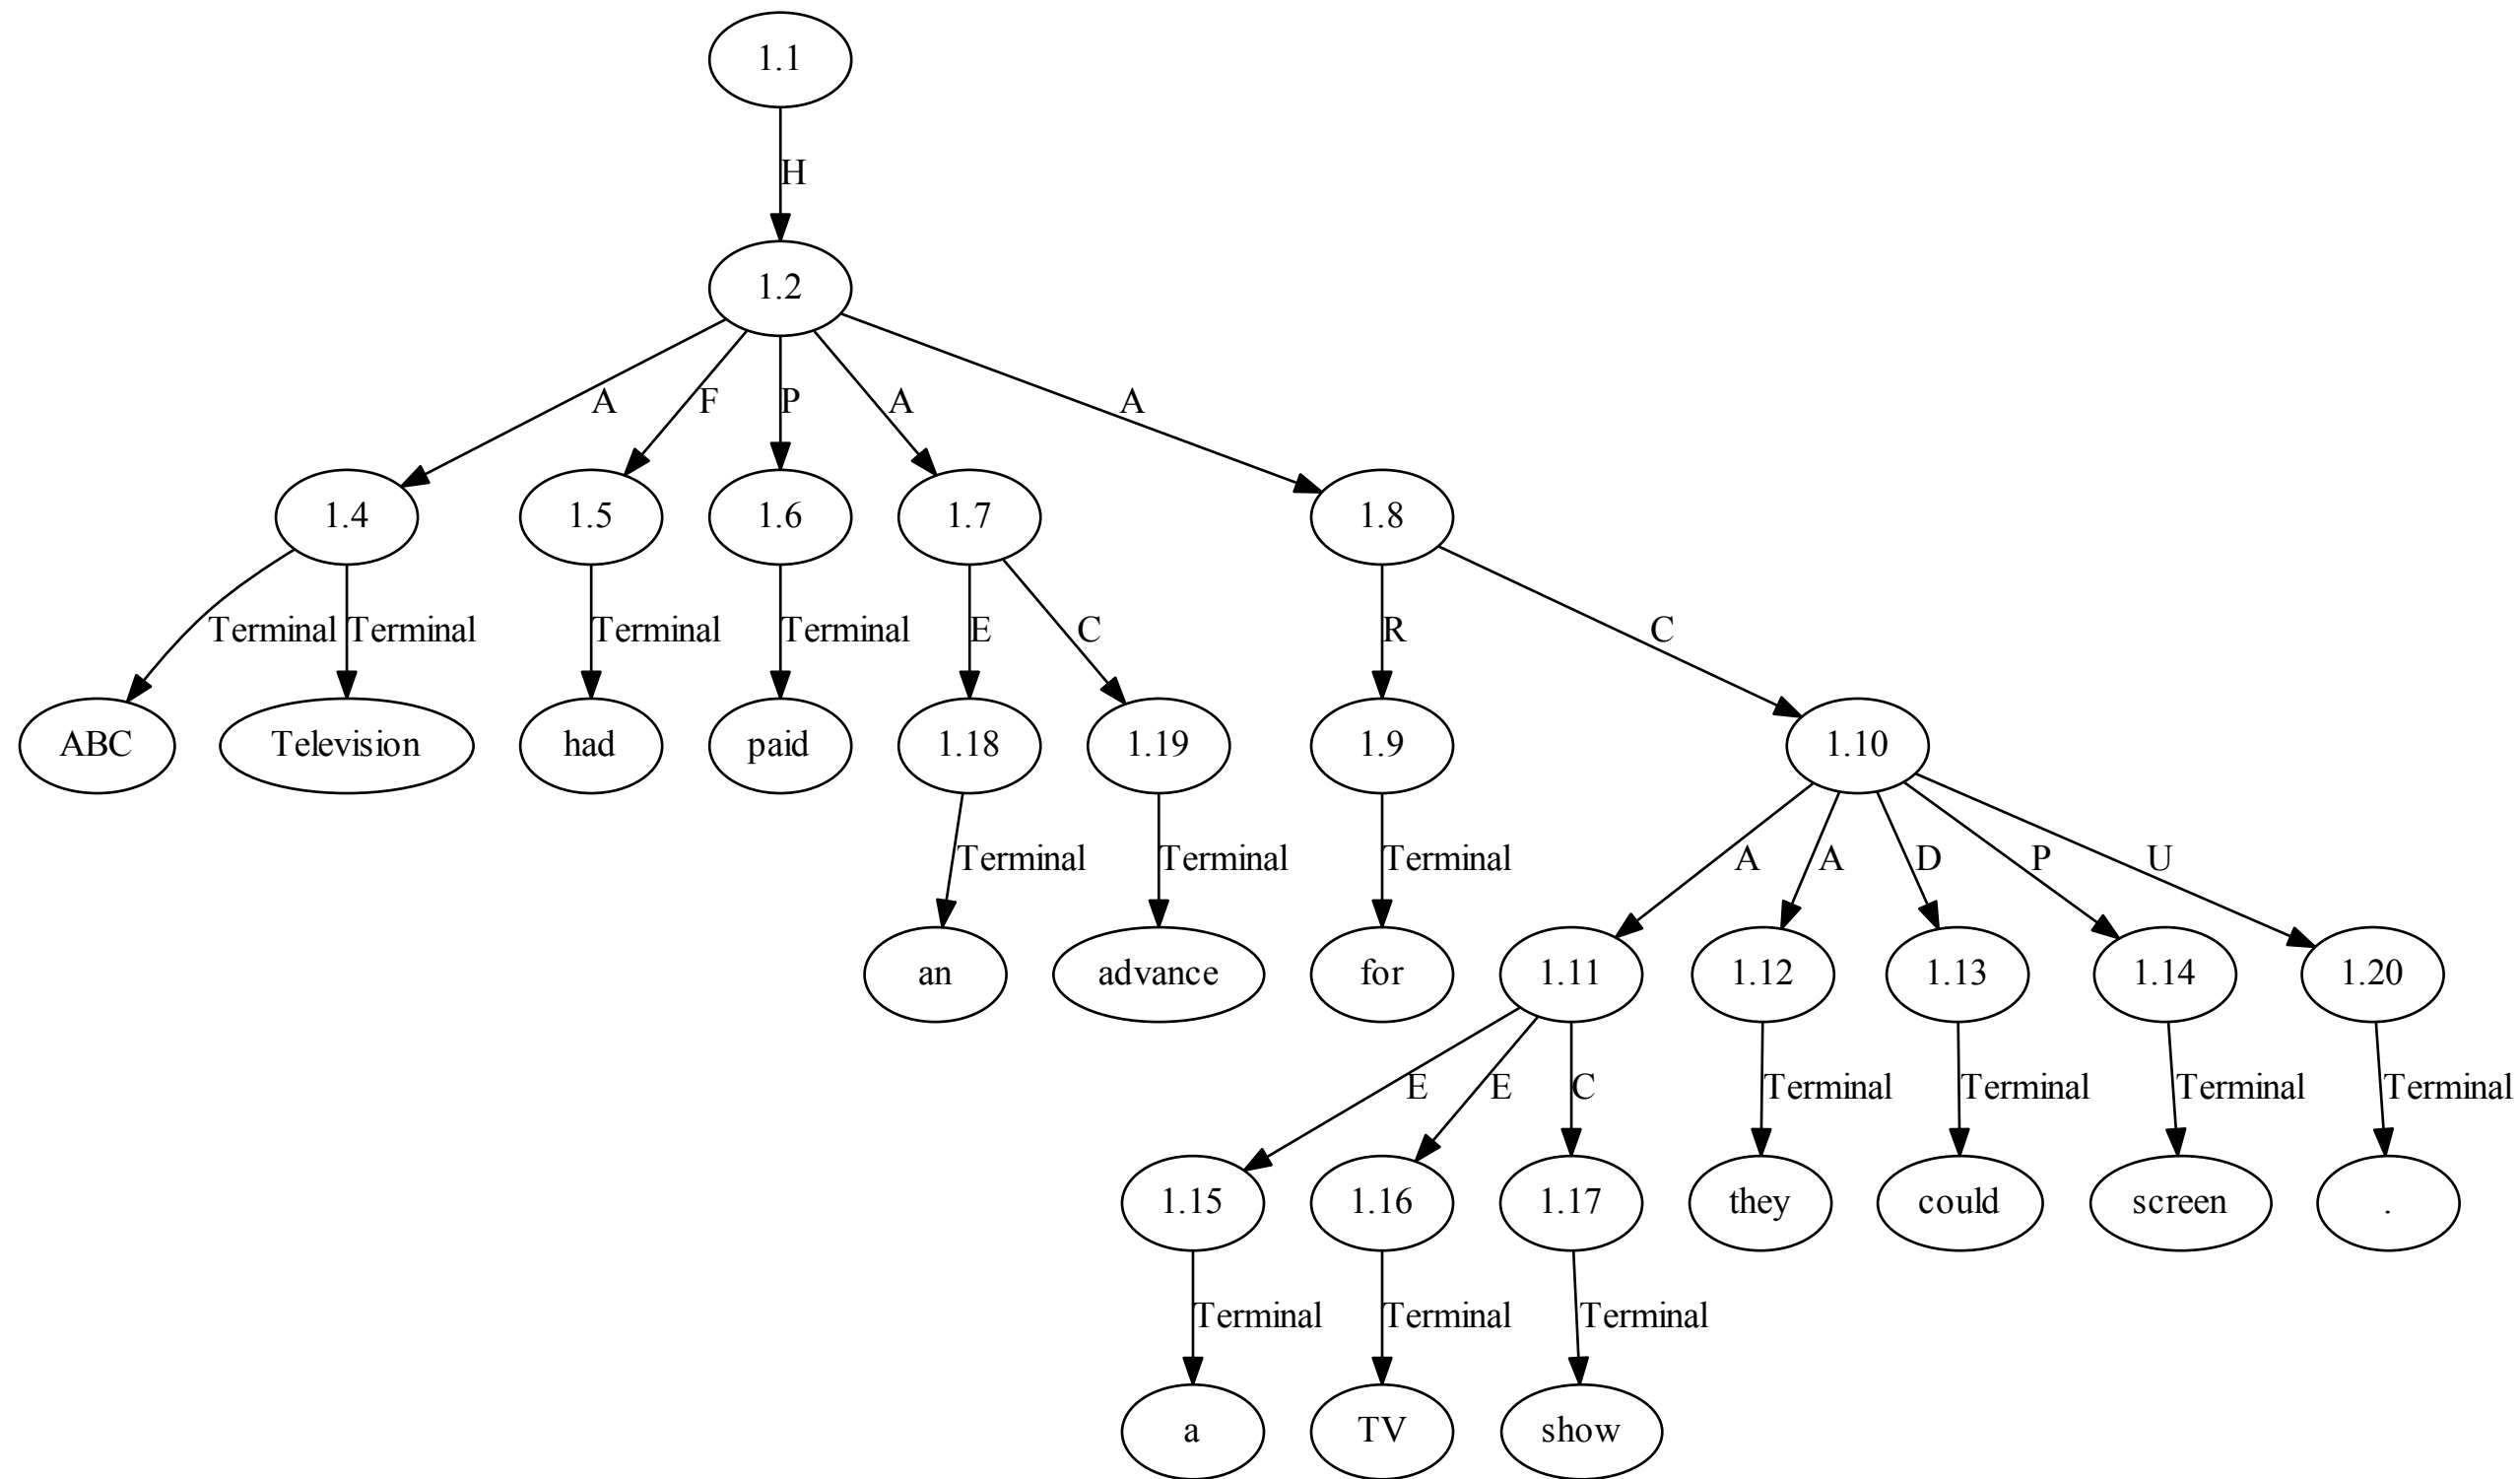 1.1
H
1.2
A F P A A
1.4 1.5 1.6 1.7 1.8
Terminal Terminal Terminal Terminal E C R C
ABC Television had paid 1.18 1.19 1.9 1.10
Terminal Terminal Terminal A A D P U
an advance for 1.11 1.12 1.13 1.14 1.20
E E C Terminal Terminal Terminal Terminal
1.15 1.16 1.17 they could screen .
Terminal Terminal Terminal
a TV show